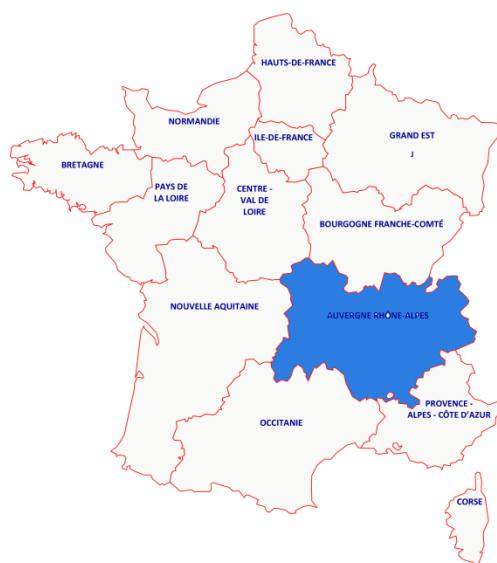 HAUTS-DE-FRANCE
NORMANDIE
ILE-DE-FRANCE
GRAND EST
J
BRETAGNE
PAYS DE
LA LOIRE
CENTRE -
VAL DE
LOIRE
BOURGOGNE FRANCHE-COMTÉ
NOUVELLE AQUITAINE
AUVERGNE RHÔNE-ALPES
PROVENCE -
ALPES - CÔTE D'AZUR
OCCITANIE
CORSE